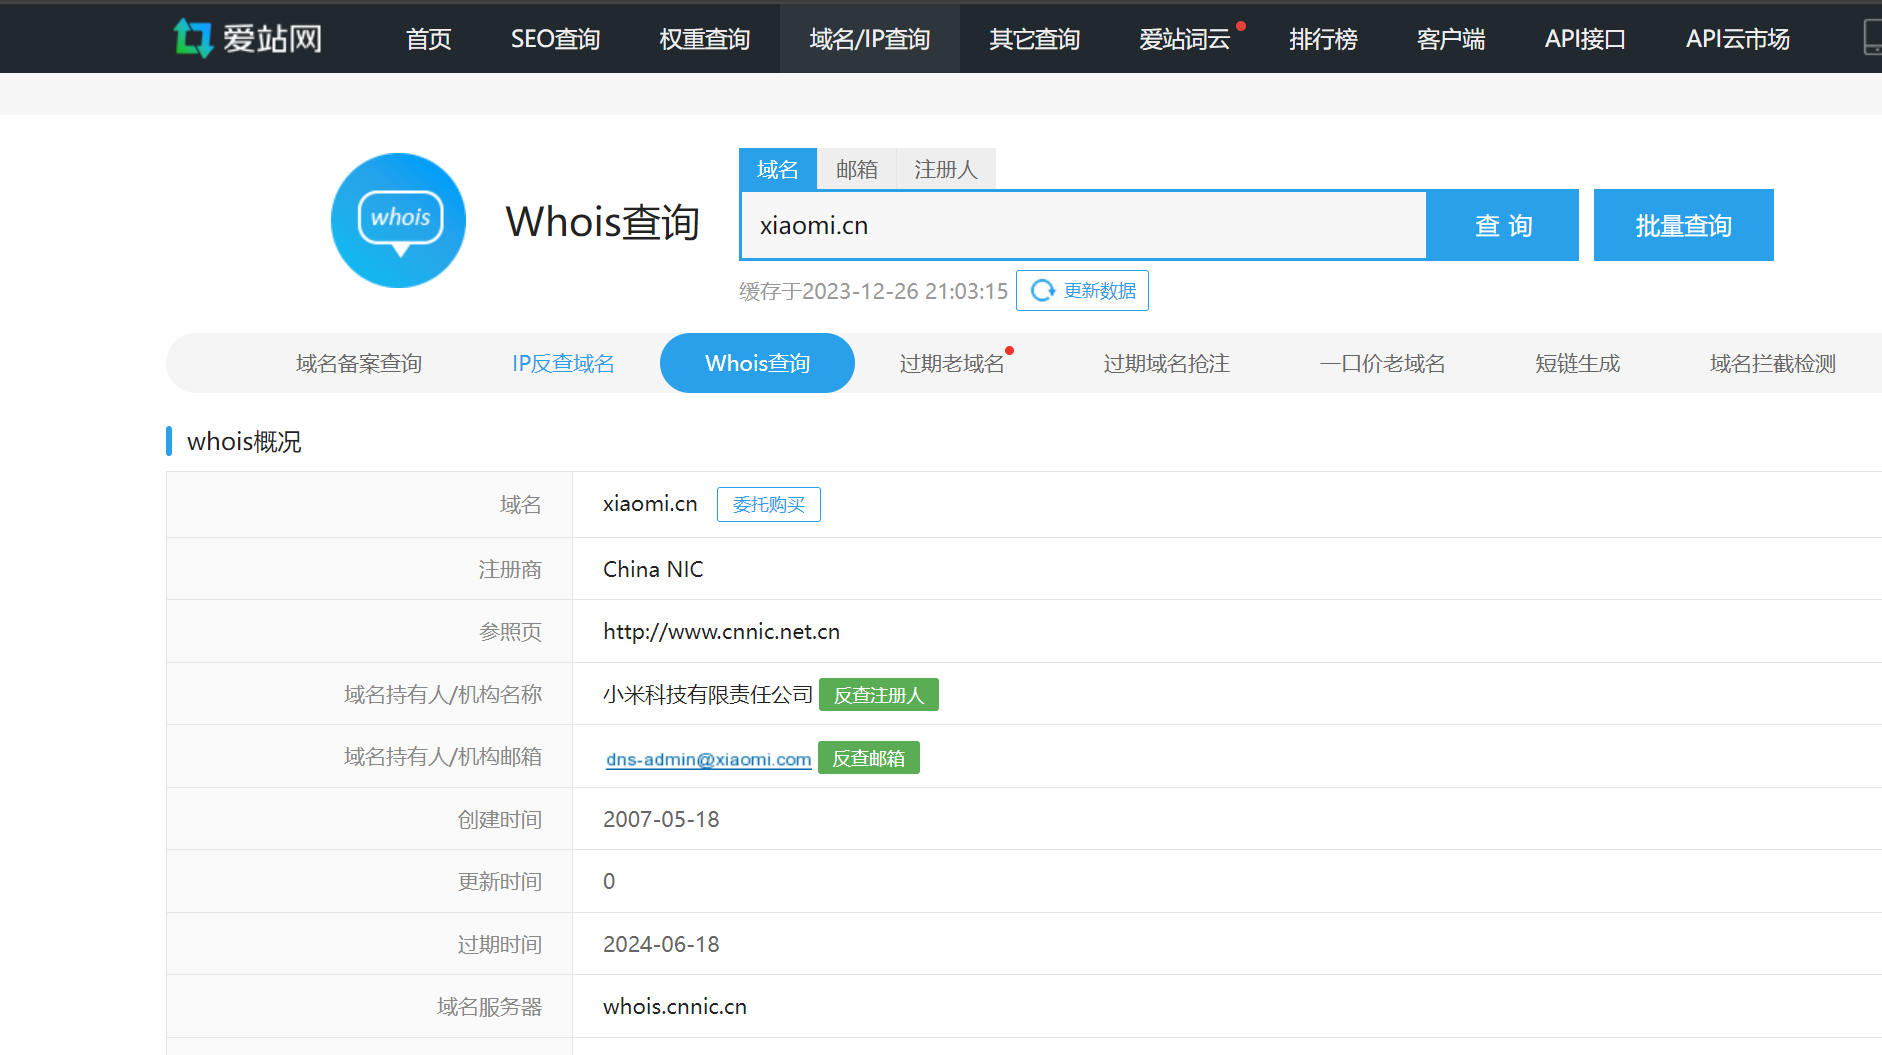 爱站网 首页 SEO查询 权重查询 域名/IP查询 其它查询 爱站词云 排行榜 客户端 API接口 API云市场
域名 邮箱 注册人
whois Whois查询 xiaomi.cn 查 询 批量查询
缓存于2023-12-26 21:03:15 更新数据
域名备案查询 IP反查域名 Whois查询 过期老域名 过期域名抢注 一口价老域名 短链生成 域名拦截检测
whois概况
域名 xiaomi.cn 委托购买
注册商 China NIC
参照页 http://www.cnnic.net.cn
域名持有人/机构名称 小米科技有限责任公司 反查注册人
域名持有人/机构邮箱 dns-admin@xiaomi.com 反查邮箱
创建时间 2007-05-18
更新时间 0
过期时间 2024-06-18
域名服务器 whois.cnnic.cn